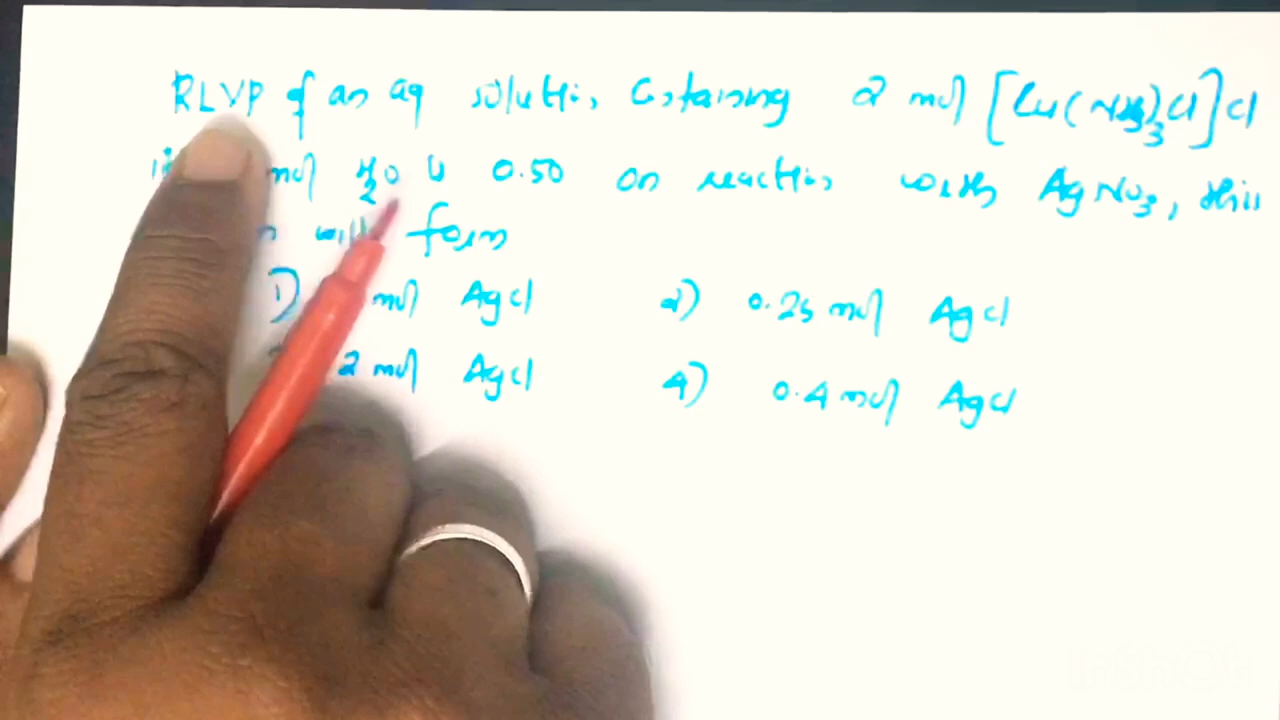 RLVP of an aq solution containing 2 mol [Cu(NH3)3Cl]Cl
mol H2O is 0.50 on reaction with AgNO3, this
will form
1) mol AgCl 2) 0.25 mol AgCl
2 mol AgCl 4) 0.4 mol AgCl